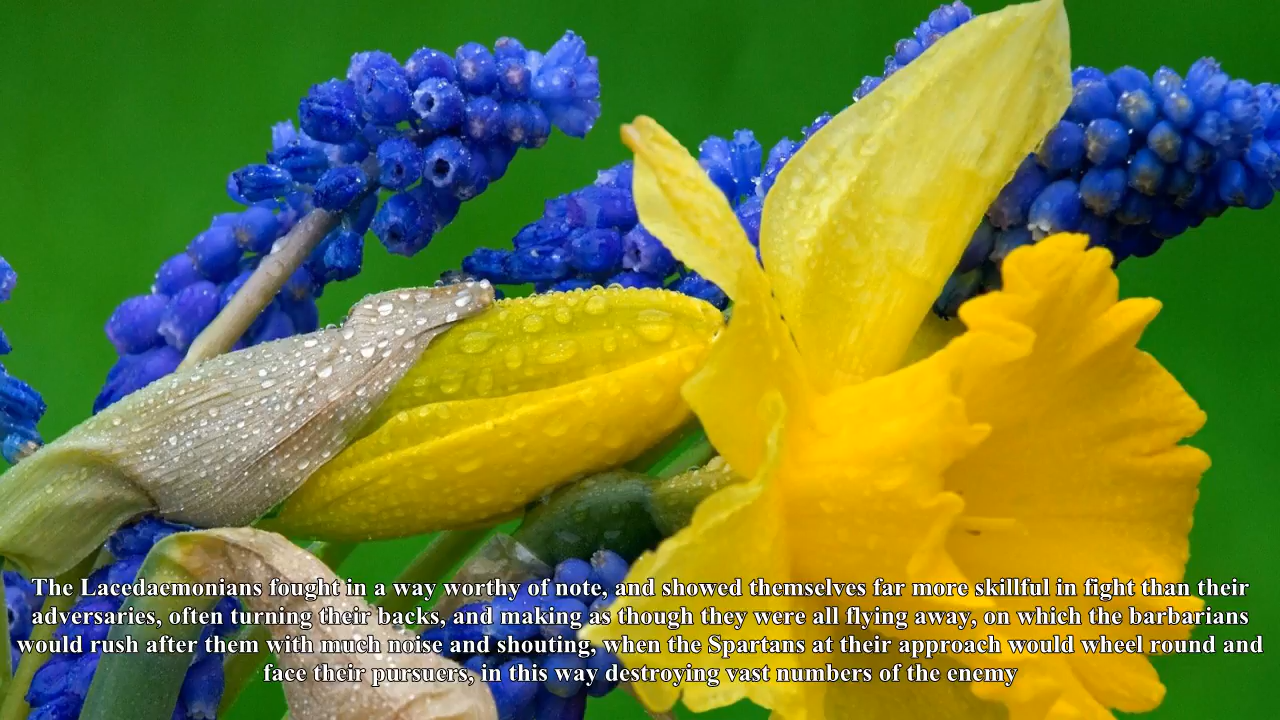 The Lacedaemonians fought in a way worthy of note, and showed themselves far more skillful in fight than their
adversaries, often turning their backs, and making as though they were all flying away, on which the barbarians
would rush after them with much noise and shouting, when the Spartans at their approach would wheel round and
face their pursuers, in this way destroying vast numbers of the enemy